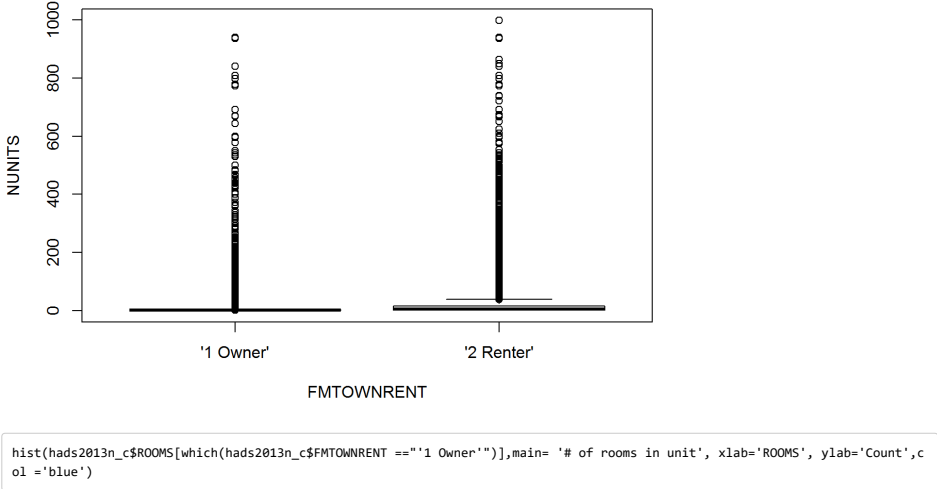 1000
800
600
400
200
0
NUNITS
'1 Owner' '2 Renter'
FMTOWNRENT
hist(hads2013n_c$ROOMS[which(hads2013n_c$FMTOWNRENT =="'1 Owner'")],main= '# of rooms in unit', xlab='ROOMS', ylab='Count',c
ol ='blue')